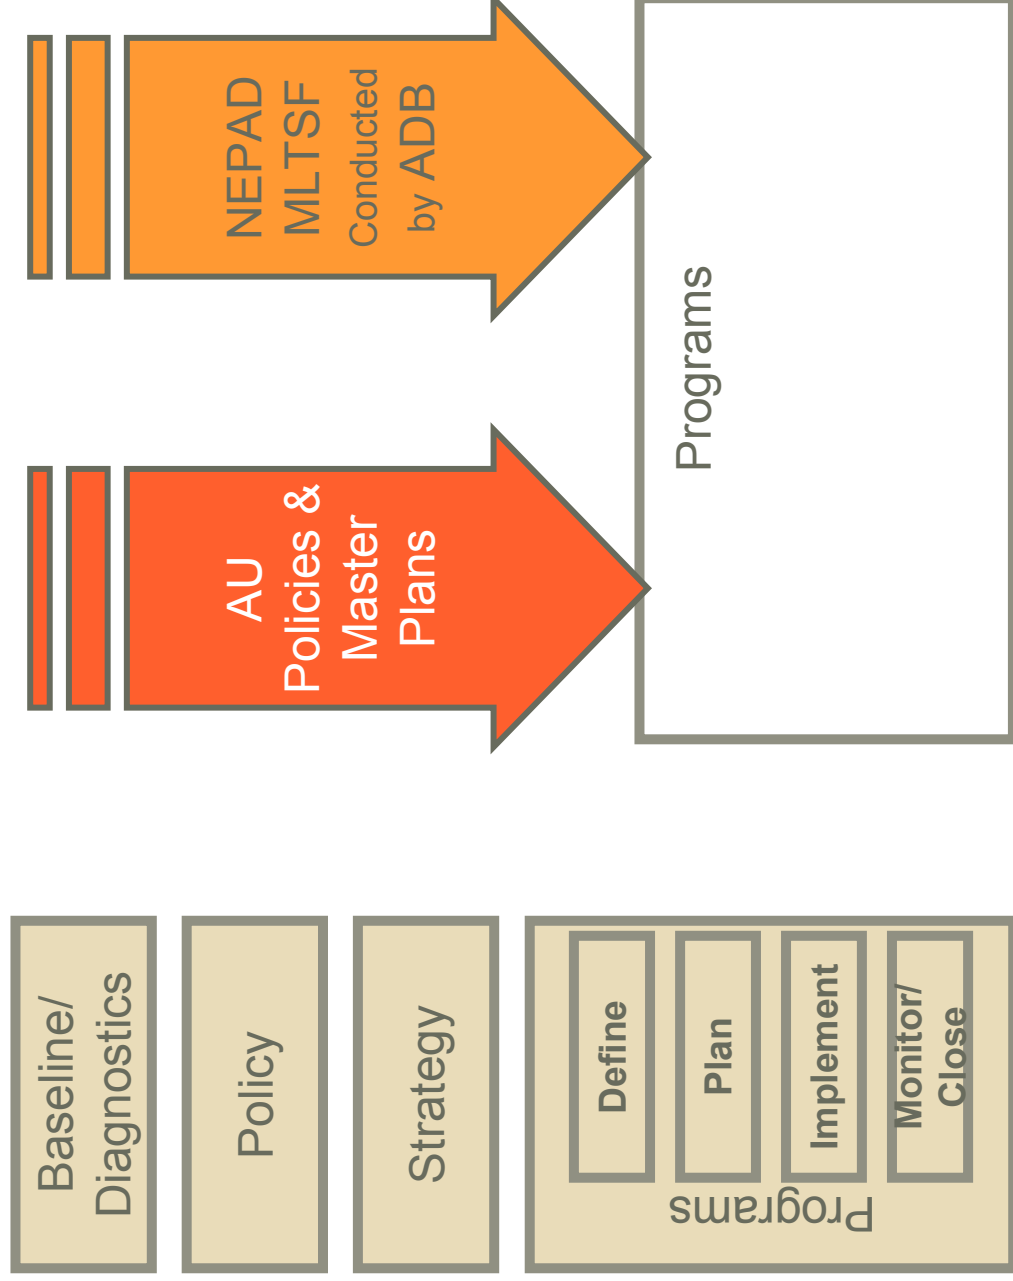 Baseline/
Diagnostics
Policy
Strategy
Programs
Define
Plan
Implement
Monitor/
Close
AU
Policies &
Master
Plans
NEPAD
MLTSF
Conducted
by ADB
Programs